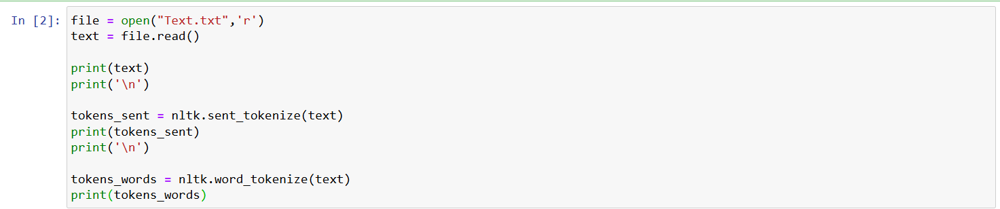 In [2]: file = open("Text.txt",'r')
text = file.read()
print(text)
print('\n')
tokens_sent = nltk.sent_tokenize(text)
print(tokens_sent)
print('\n')
tokens_words = nltk.word_tokenize(text)
print(tokens_words)